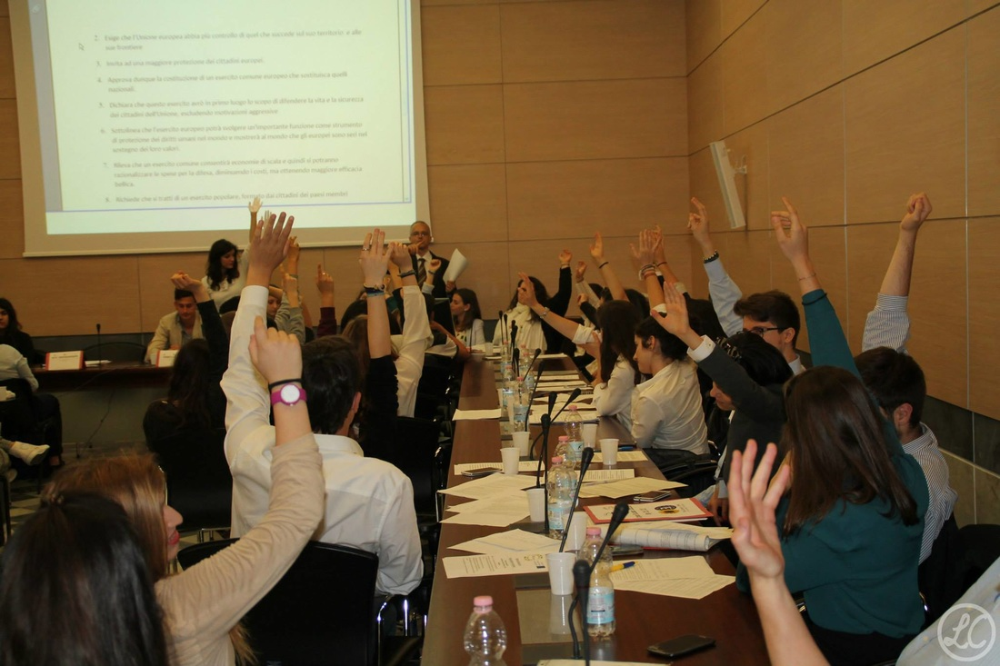 2. Esige che l'Unione europea abbia più controllo di quel che succede sul suo territorio e alle
sue frontiere
3. Invita ad una maggiore protezione dei cittadini europei;
4. Approva dunque la costituzione di un esercito comune europeo che sostituisca quelli
nazionali.
5. Dichiara che questo esercito avrà in primo luogo lo scopo di difendere la vita e la sicurezza
dei cittadini dell'Unione, escludendo motivazioni aggressive
6. Sottolinea che l'esercito europeo potrà svolgere un'importante funzione come strumento
di protezione dei diritti umani nel mondo e mostrerà al mondo che gli europei sono seri nel
sostegno dei loro valori.
7. Rileva che un esercito comune consentirà economie di scala e quindi si potranno
razionalizzare le spese per la difesa, diminuendo i costi, ma ottenendo maggiore efficacia
bellica.
8. Richiede che si tratti di un esercito popolare, formato dai cittadini dei paesi membri
LC